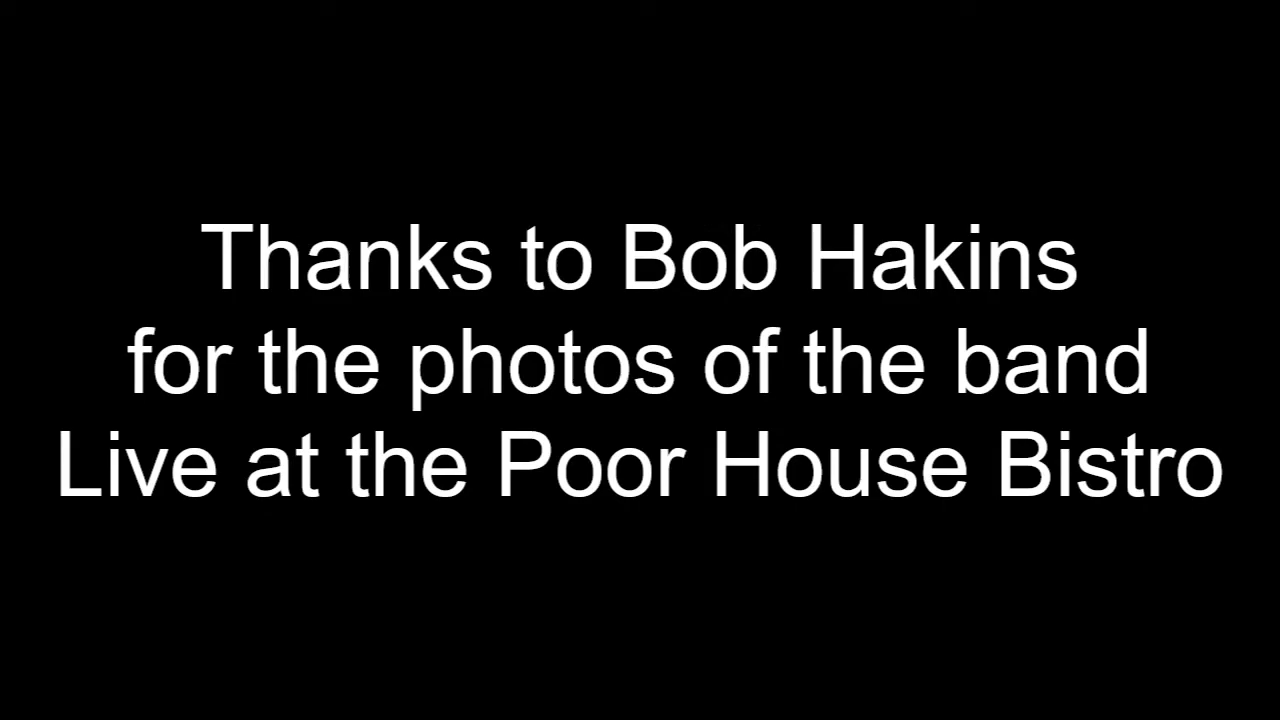 Thanks to Bob Hakins
for the photos of the band
Live at the Poor House Bistro